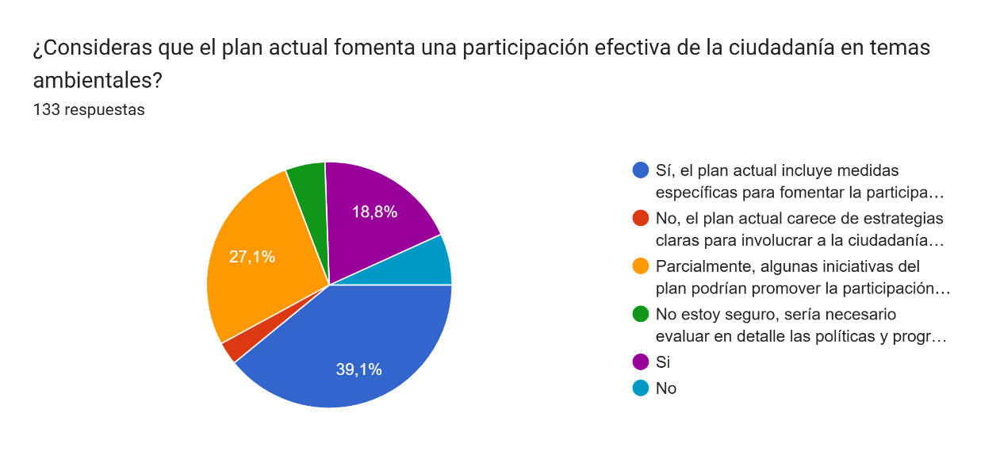 ¿Consideras que el plan actual fomenta una participación efectiva de la ciudadanía en temas
ambientales?
133 respuestas
18,8%
27,1%
39,1%
Sí, el plan actual incluye medidas
específicas para fomentar la participa…
No, el plan actual carece de estrategias
claras para involucrar a la ciudadanía…
Parcialmente, algunas iniciativas del
plan podrían promover la participación…
No estoy seguro, sería necesario
evaluar en detalle las políticas y progr…
Si
No